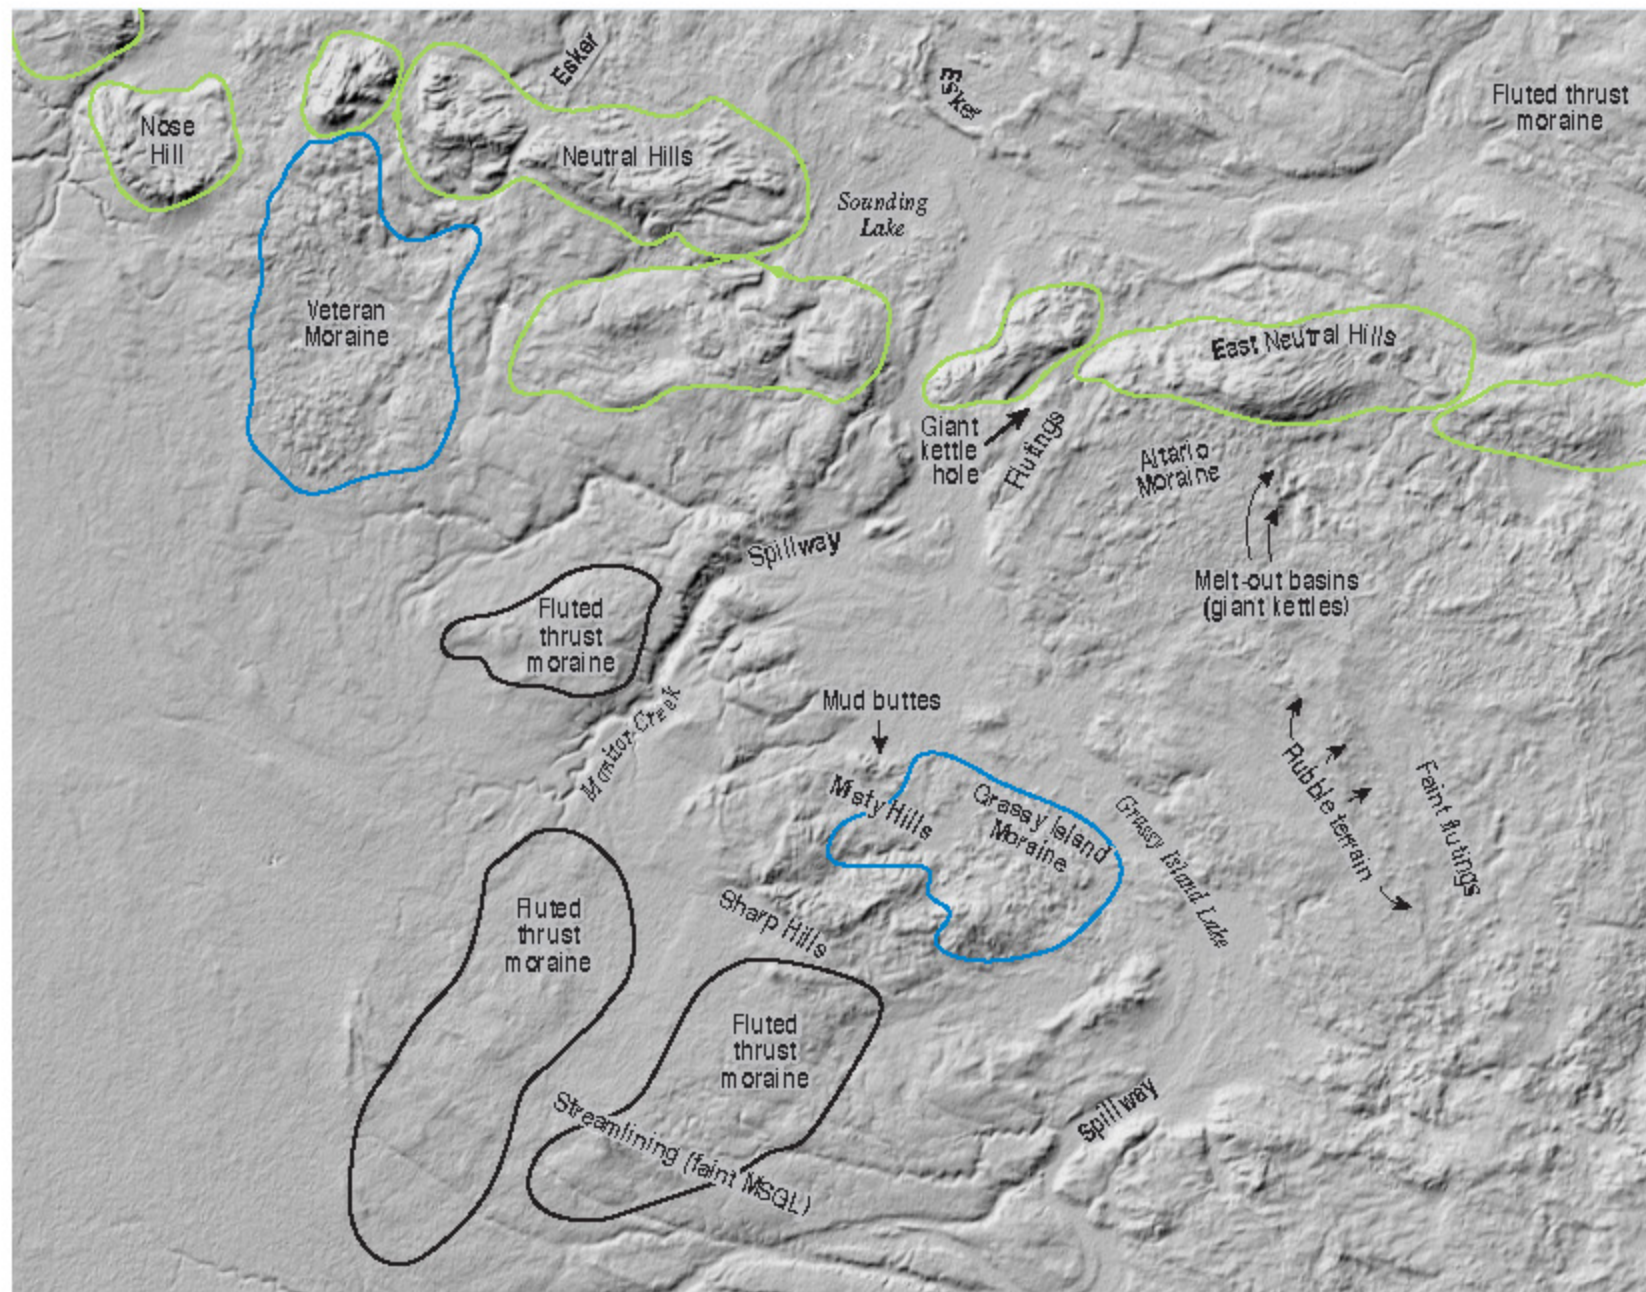 Esker
Esker
Fluted thrust
moraine
Nose
Hill
Neutral Hills
Sounding
Lake
Veteran
Moraine
East Neutral Hills
Giant
kettle
hole
Flutings
Altario
Moraine
Spillway
Melt-out basins
(giant kettles)
Fluted
thrust
moraine
Monitor Creek
Mud buttes
Misty Hills
Grassy Island
Moraine
Grassy Island Lake
Rubble terrain
Faint flutings
Sharp Hills
Fluted
thrust
moraine
Fluted
thrust
moraine
Streamlining (faint MSGL)
Spillway